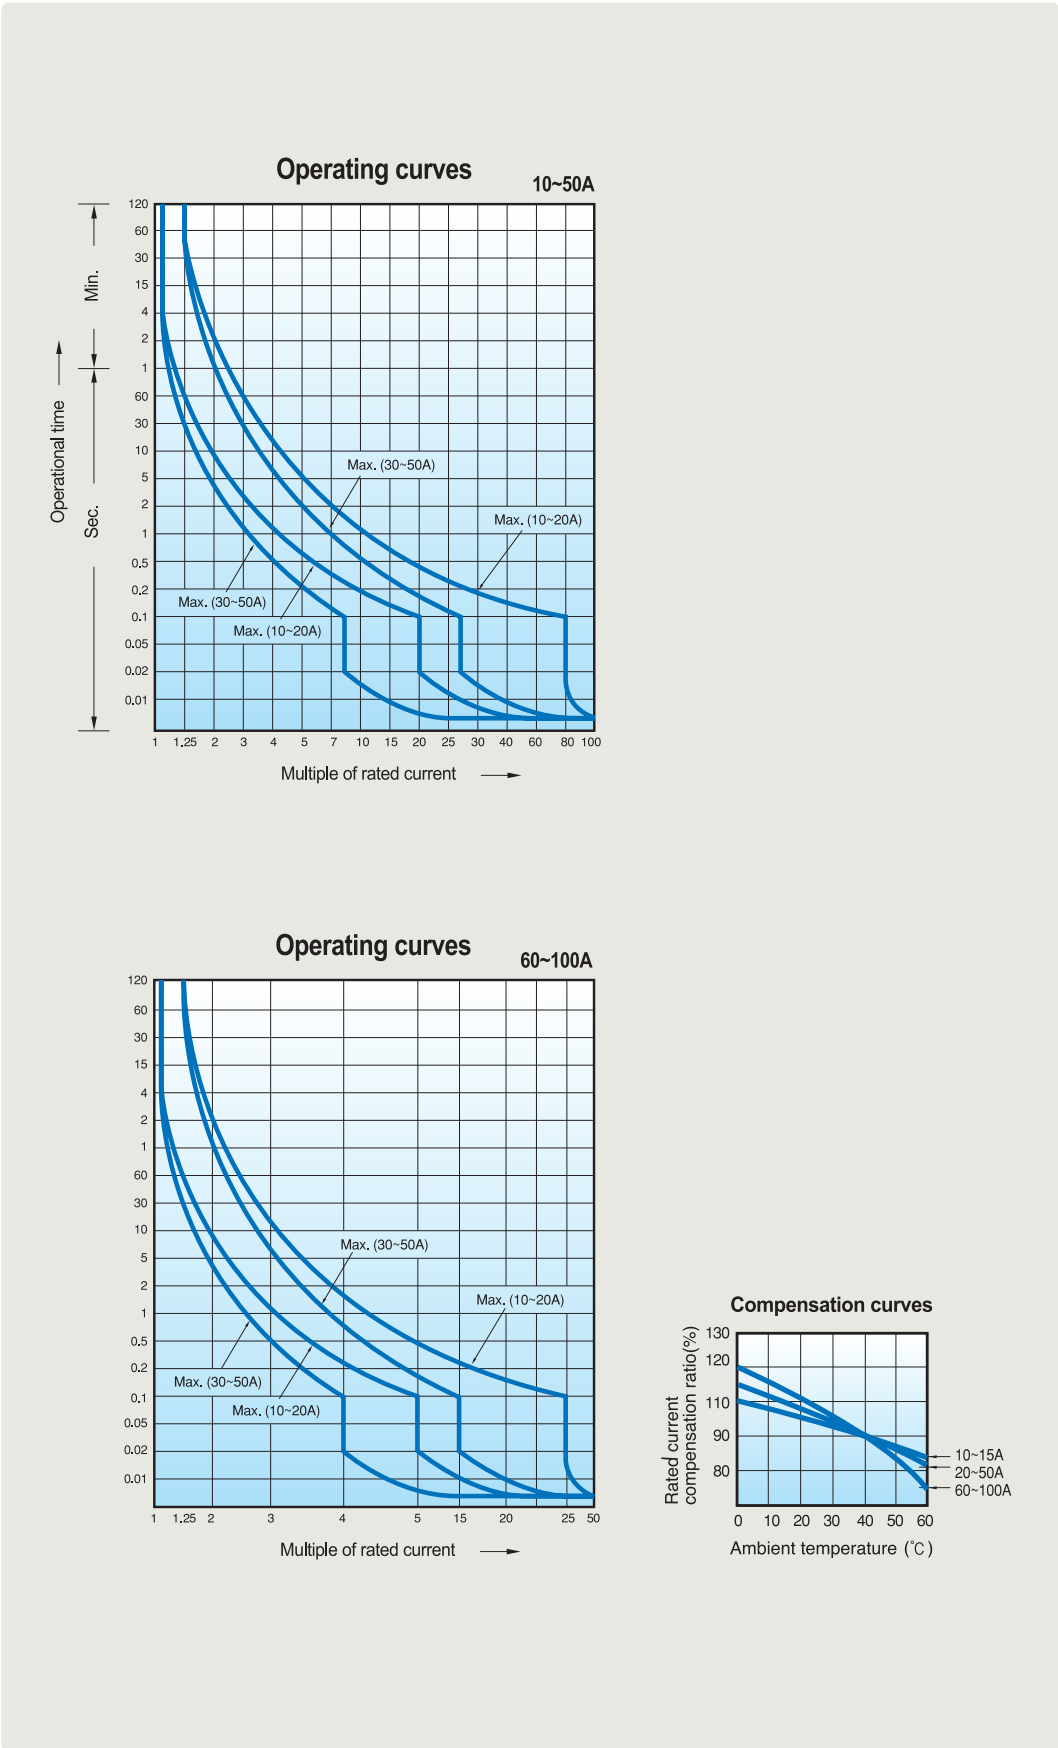 Operating curves
10~50A
120
60
30
15
4
2
1
60
30
10
5
2
1
0.5
0.2
0.1
0.05
0.02
0.01
Min.
Sec.
Operational time
Max. (30~50A)
Max. (10~20A)
Max. (30~50A)
Max. (10~20A)
1 1.25 2 3 4 5 7 10 15 20 25 30 40 60 80 100
Multiple of rated current
Operating curves
60~100A
120
60
30
15
4
2
1
60
30
10
5
2
1
0.5
0.2
0.1
0.05
0.02
0.01
Max. (30~50A)
Max. (10~20A)
Max. (30~50A)
Max. (10~20A)
1 1.25 2 3 4 5 15 20 25 50
Multiple of rated current
Compensation curves
Rated current
compensation ratio(%)
130
120
110
90
80
10~15A
20~50A
60~100A
0 10 20 30 40 50 60
Ambient temperature (℃)